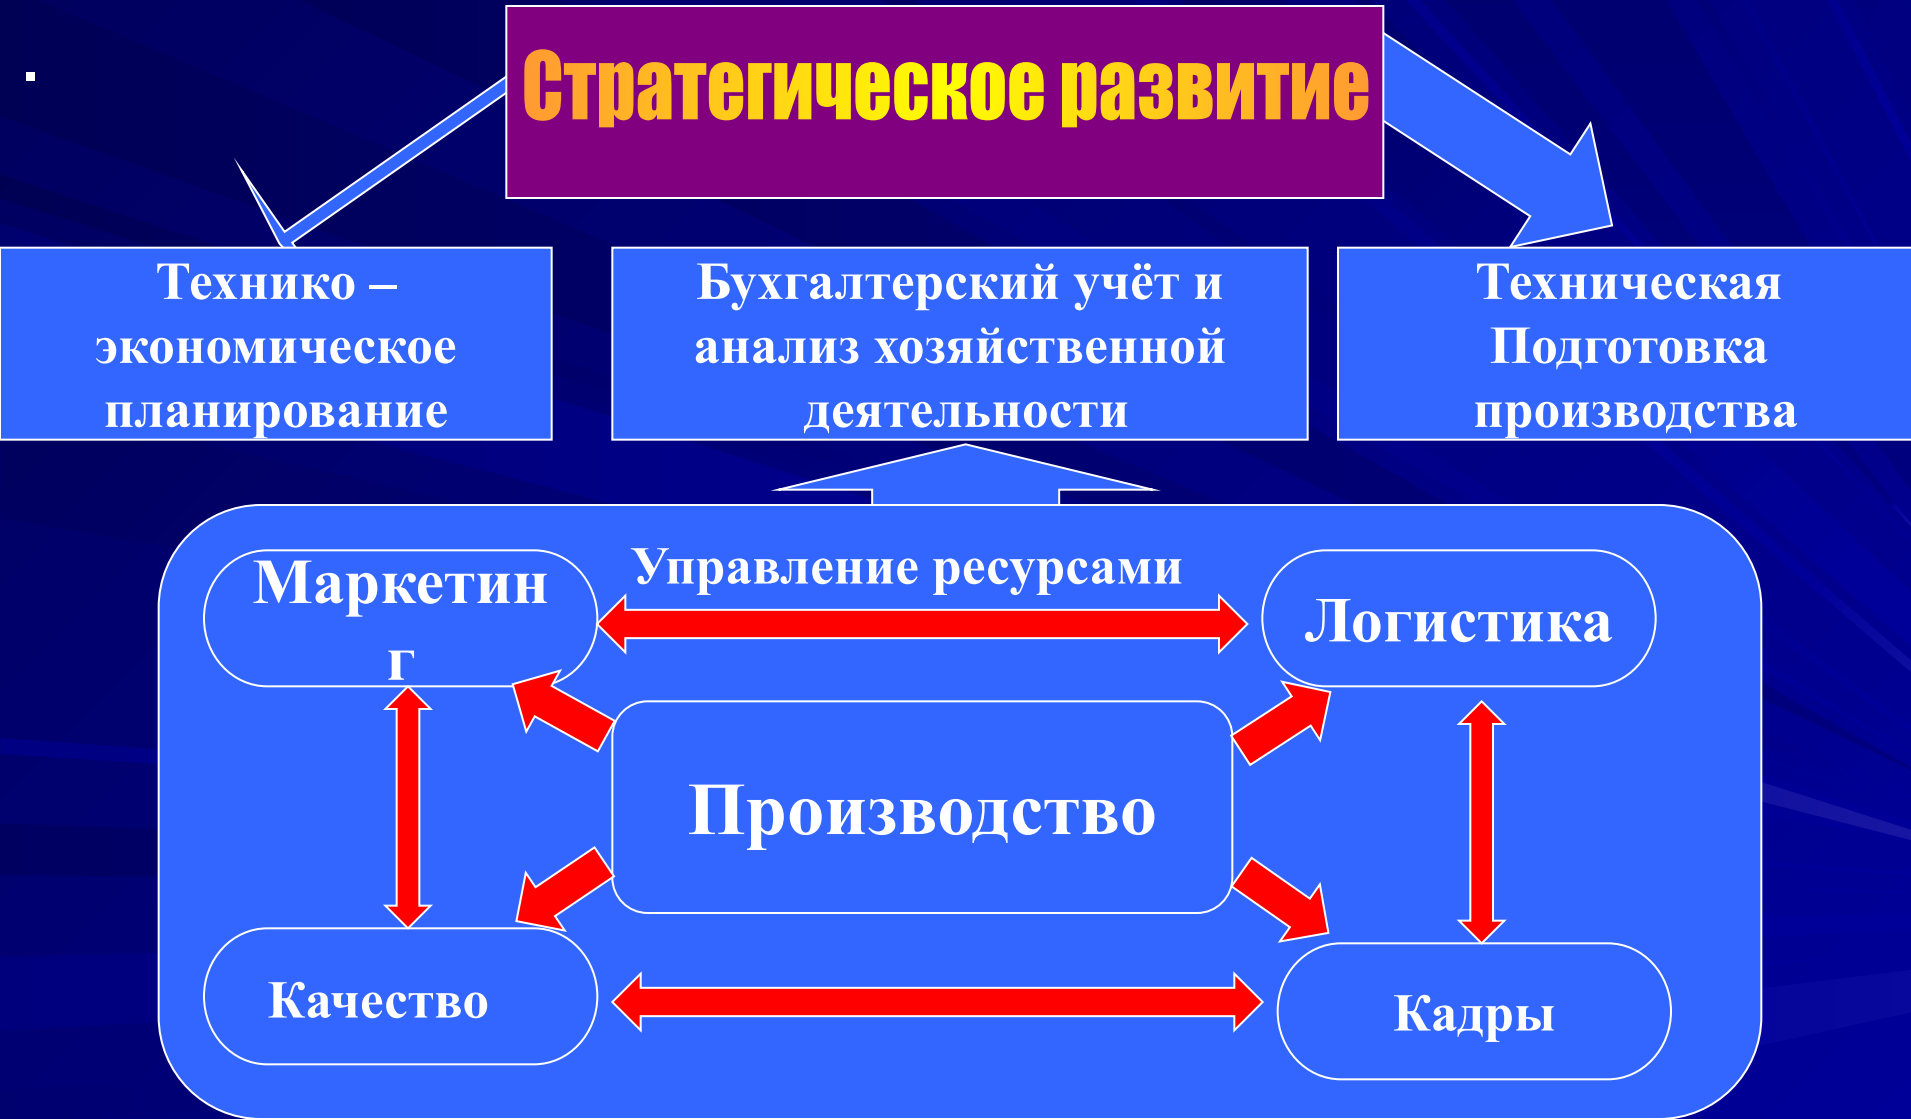 Стратегическое развитие
Технико –
экономическое
планирование
Бухгалтерский учёт и
анализ хозяйственной
деятельности
Техническая
Подготовка
производства
Управление ресурсами
Маркетин
г
Логистика
Производство
Качество
Кадры